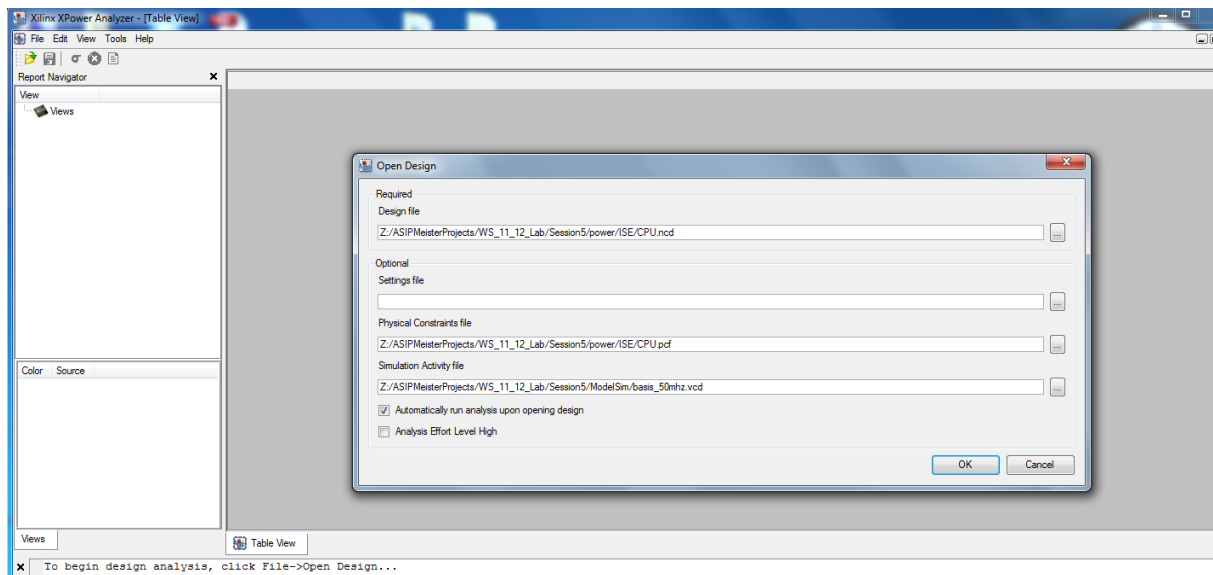 Xilinx XPower Analyzer - [Table View]
File Edit View Tools Help
Report Navigator
View
Views
Color Source
Views
Open Design
Required
Design file
Z:/ASIPMeisterProjects/WS_11_12_Lab/Session5/power/ISE/CPU.ncd
...
Optional
Settings file
...
Physical Constraints file
Z:/ASIPMeisterProjects/WS_11_12_Lab/Session5/power/ISE/CPU.pcf
...
Simulation Activity file
Z:/ASIPMeisterProjects/WS_11_12_Lab/Session5/ModelSim/basis_50mhz.vcd
...
Automatically run analysis upon opening design
Analysis Effort Level High
OK Cancel
Table View
To begin design analysis, click File->Open Design...